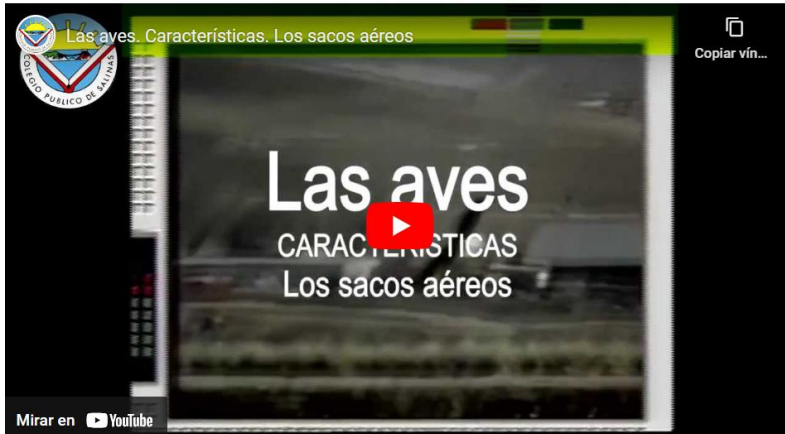 Las aves. Características. Los sacos aéreos
Copiar vín...
COLEGIO PUBLICO DE SALINAS
Las aves
CARACTERÍSTICAS
Los sacos aéreos
Mirar en YouTube